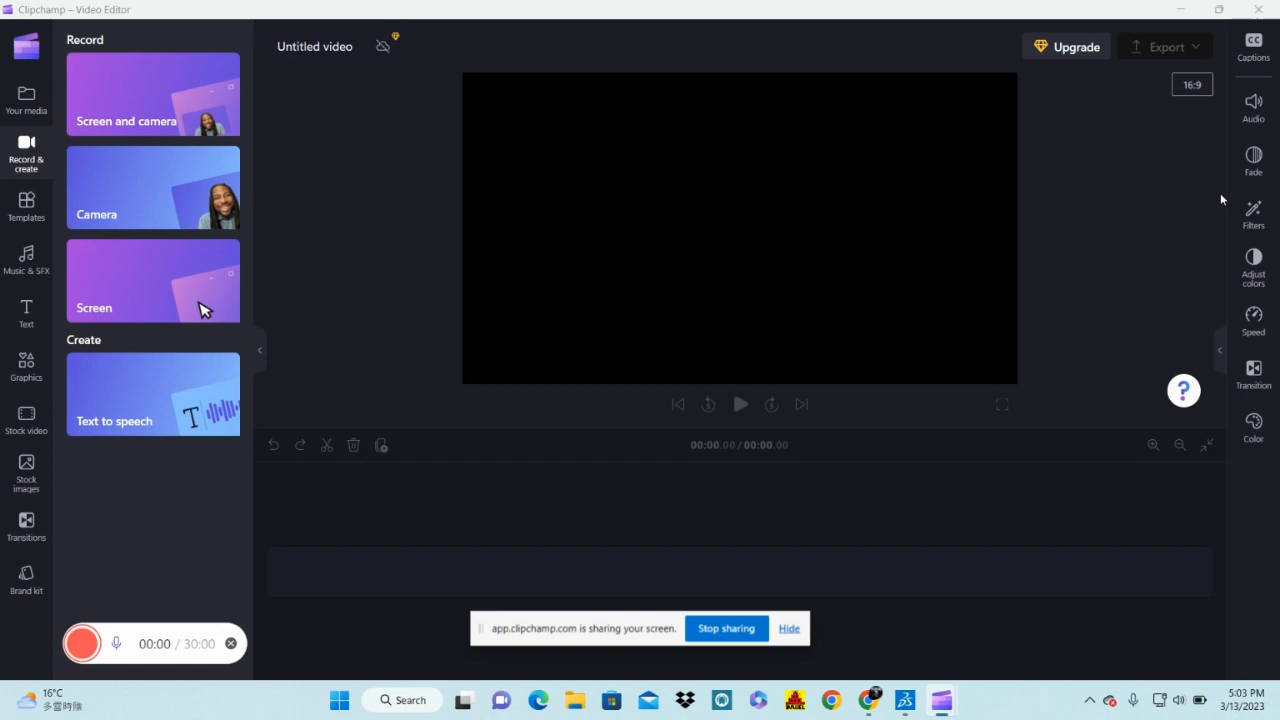 Clipchamp – Video Editor
Record
Screen and camera
Camera
Screen
Create
Text to speech
Your media
Record &
create
Templates
Music & SFX
Text
Graphics
Stock video
Stock
images
Transitions
Brand kit
00:00 / 30:00
Untitled video
Upgrade
Export
16:9
00:00.00 / 00:00.00
app.clipchamp.com is sharing your screen.
Stop sharing
Hide
CC
Captions
Audio
Fade
Filters
Adjust
colors
Speed
Transition
Color
16°C
多雲時陰
Search
5:03 PM
3/13/2023